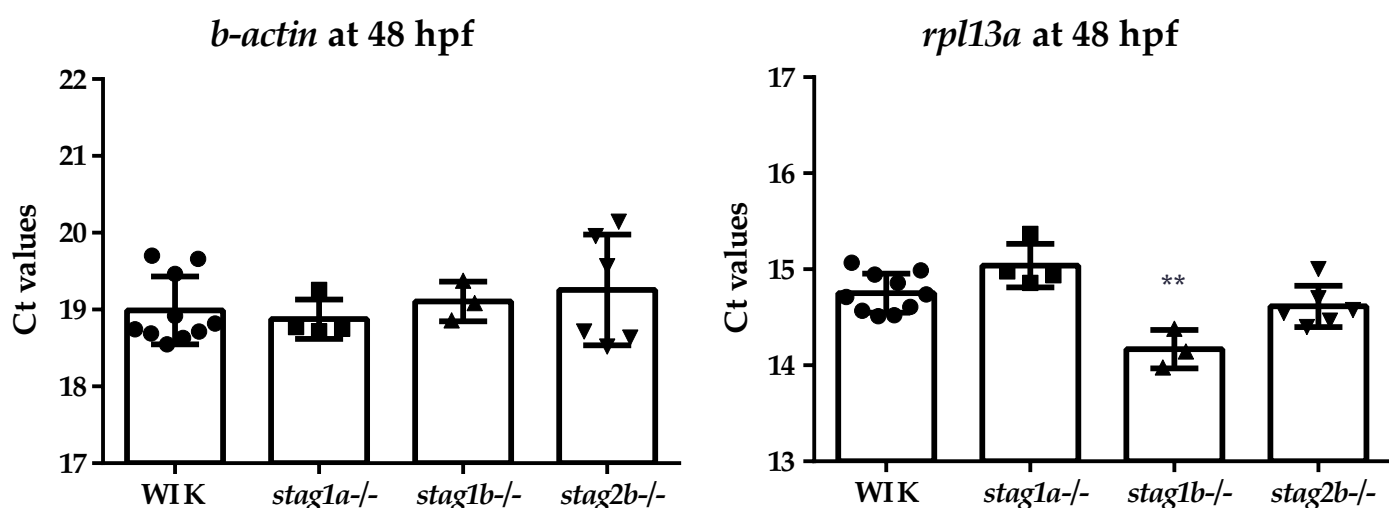 b-actin at 48 hpf
22
21
20
19
18
17
Ct values
WIK
stag1a-/-
stag1b-/-
stag2b-/-
rpl13a at 48 hpf
17
16
15
14
13
Ct values
**
WIK
stag1a-/-
stag1b-/-
stag2b-/-